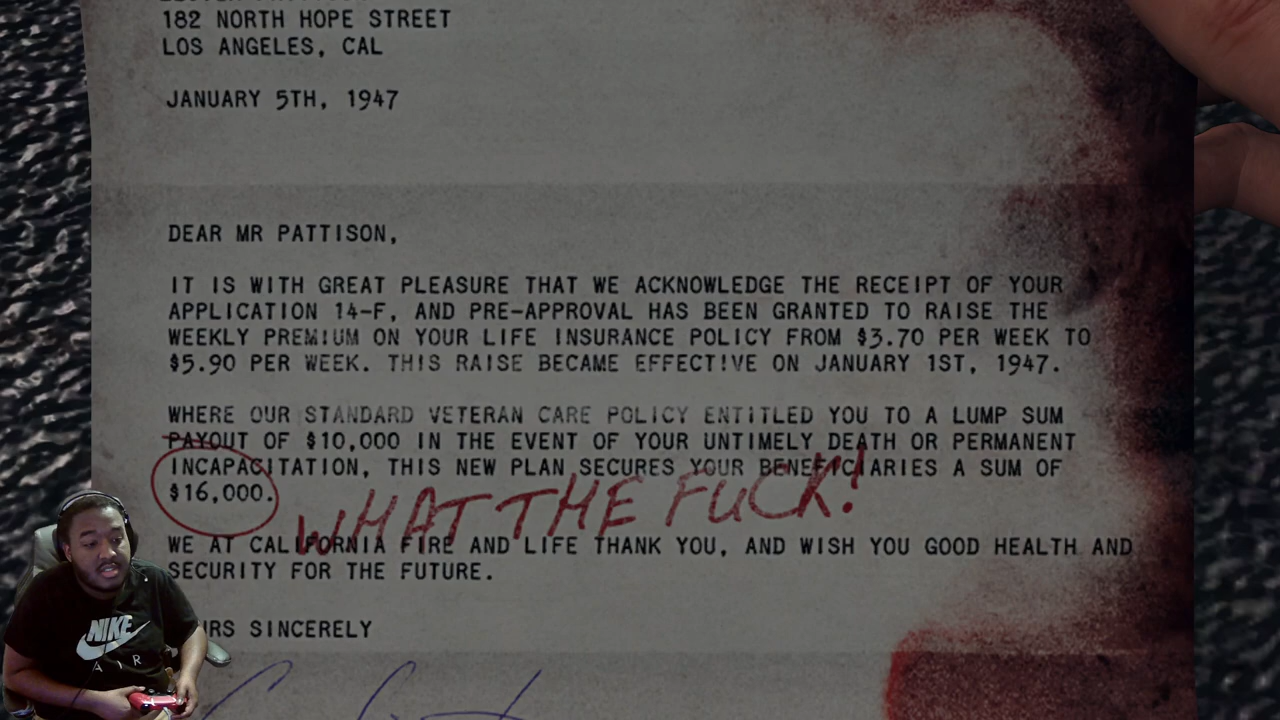 182 NORTH HOPE STREET
LOS ANGELES, CAL
JANUARY 5TH, 1947
DEAR MR PATTISON,
IT IS WITH GREAT PLEASURE THAT WE ACKNOWLEDGE THE RECEIPT OF YOUR
APPLICATION 14-F, AND PRE-APPROVAL HAS BEEN GRANTED TO RAISE THE
WEEKLY PREMIUM ON YOUR LIFE INSURANCE POLICY FROM $3.70 PER WEEK TO
$5.90 PER WEEK. THIS RAISE BECAME EFFECTIVE ON JANUARY 1ST, 1947.
WHERE OUR STANDARD VETERAN CARE POLICY ENTITLED YOU TO A LUMP SUM
PAYOUT OF $10,000 IN THE EVENT OF YOUR UNTIMELY DEATH OR PERMANENT
INCAPACITATION, THIS NEW PLAN SECURES YOUR BENEFICIARIES A SUM OF
$16,000.
WHAT THE FUCK!
WE AT CALIFORNIA FIRE AND LIFE THANK YOU, AND WISH YOU GOOD HEALTH AND
SECURITY FOR THE FUTURE.
URS SINCERELY
NIKE
AIR